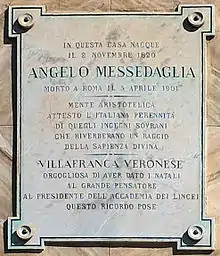 IN QUESTA CASA NACQUE
IL 2 NOVEMBRE 1820
ANGELO MESSEDAGLIA
MORTO A ROMA IL 5 APRILE 1901
MENTE ARISTOTELICA
ATTESTÒ L'ITALIANA PERENNITÀ
DI QUEGLI INGEGNI SOVRANI
CHE RIVERBERANO UN RAGGIO
DELLA SAPIENZA DIVINA
VILLAFRANCA VERONESE
ORGOGLIOSA DI AVER DATO I NATALI
AL GRANDE PENSATORE
AL PRESIDENTE DELL'ACCADEMIA DEI LINCEI
QUESTO RICORDO POSE